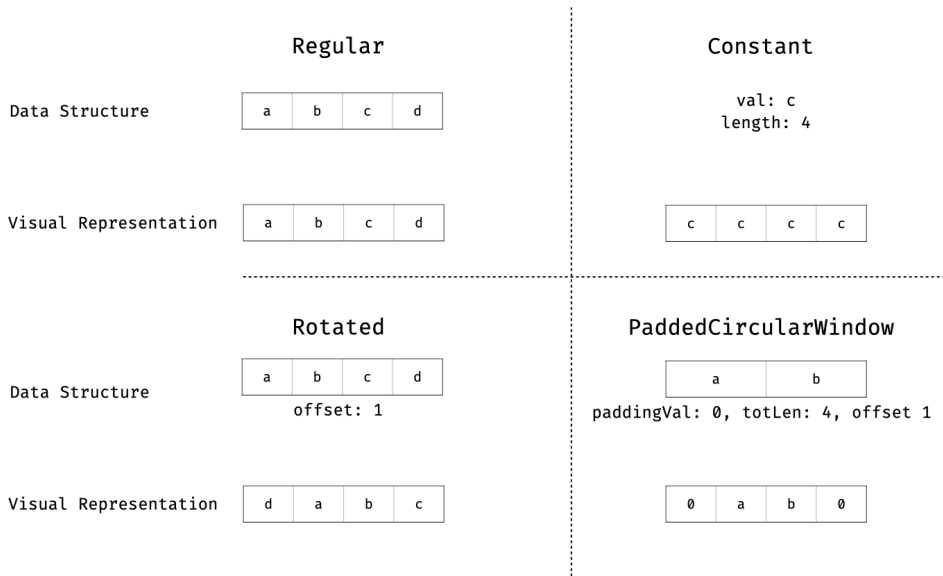 Regular
Constant
Data Structure
a b c d
val: c
length: 4
Visual Representation
a b c d
c c c c
Rotated
PaddedCircularWindow
Data Structure
a b c d
offset: 1
a b
paddingVal: 0, totLen: 4, offset 1
Visual Representation
d a b c
0 a b 0